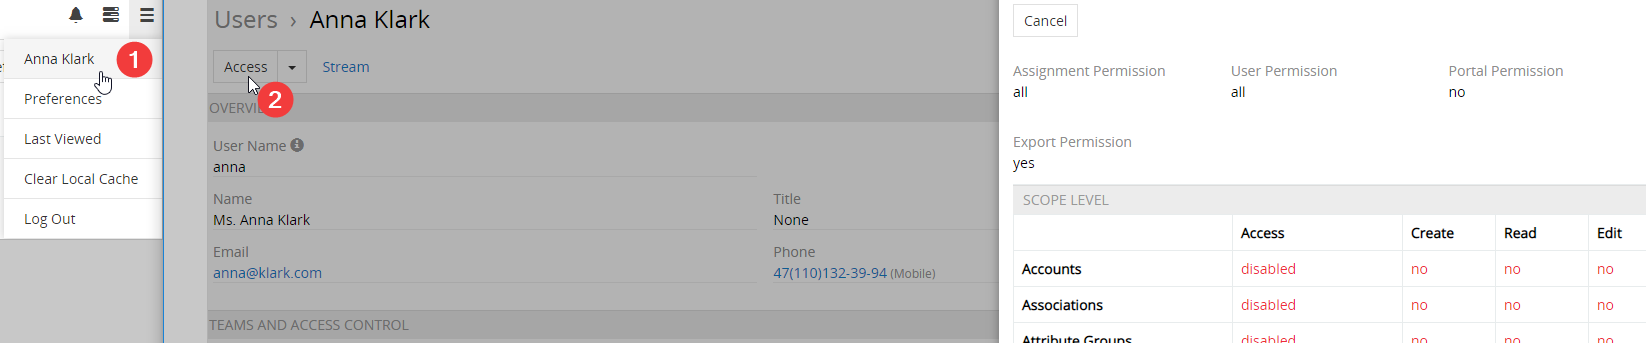 Anna Klark
1
Preferences
Last Viewed
Clear Local Cache
Log Out
Users › Anna Klark
Access
Stream
2
OVERVI
User Name
anna
Name
Ms. Anna Klark
Title
None
Email
anna@klark.com
Phone
47(110)132-39-94 (Mobile)
TEAMS AND ACCESS CONTROL
Cancel
Assignment Permission
all
User Permission
all
Portal Permission
no
Export Permission
yes
SCOPE LEVEL
Access Create Read Edit
Accounts disabled no no no
Associations disabled no no no
Attribute Groups disabled no no no